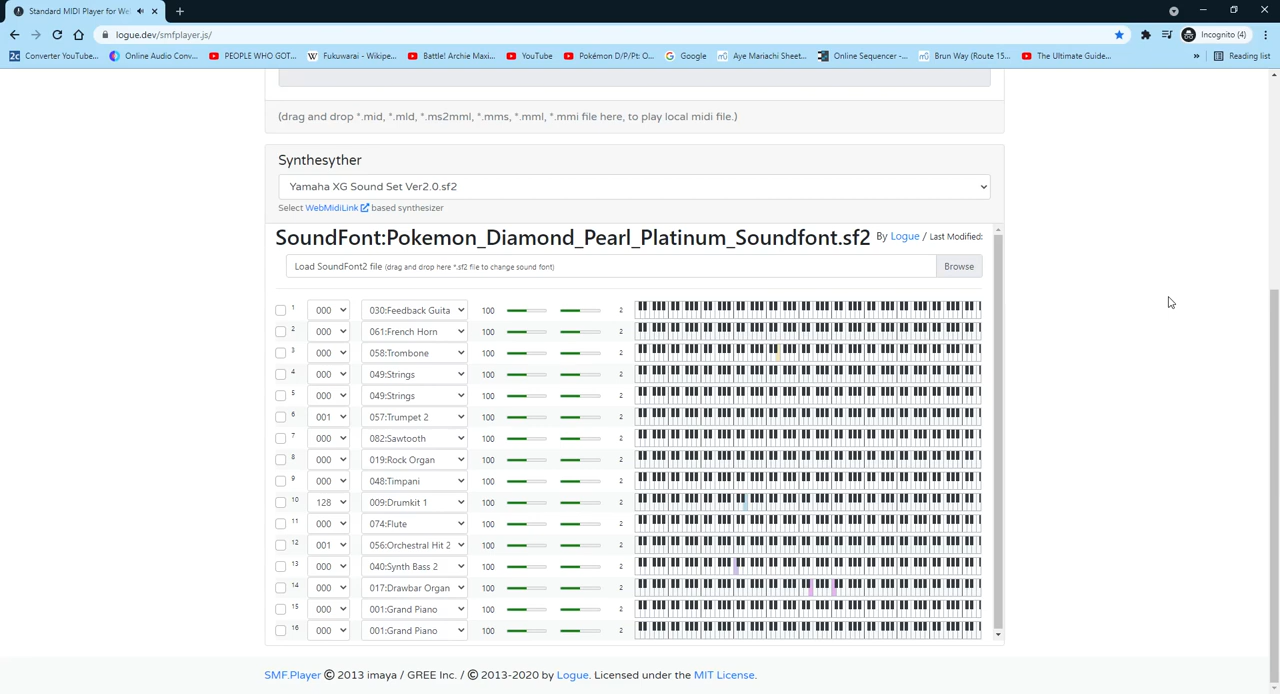 Standard MIDI Player for We
logue.dev/smfplayer.js/
Incognito (4)
Converter YouTube...
Online Audio Conv...
PEOPLE WHO GOT...
Fukuwarai - Wikipe...
Battle! Archie Maxi...
YouTube
Pokémon D/P/Pt: O...
Google
Aye Mariachi Sheet...
Online Sequencer -...
Brun Way (Route 15...
The Ultimate Guide...
»
Reading list
(drag and drop *.mid, *.mld, *.ms2mml, *.mms, *.mml, *.mmi file here, to play local midi file.)
Synthesyther
Yamaha XG Sound Set Ver2.0.sf2
Select WebMidiLink based synthesizer
SoundFont:Pokemon_Diamond_Pearl_Platinum_Soundfont.sf2 By Logue / Last Modified:
Load SoundFont2 file (drag and drop here *.sf2 file to change sound font) Browse
1 000 030:Feedback Guita 100 2
2 000 061:French Horn 100 2
3 000 058:Trombone 100 2
4 000 049:Strings 100 2
5 000 049:Strings 100 2
6 001 057:Trumpet 2 100 2
7 000 082:Sawtooth 100 2
8 000 019:Rock Organ 100 2
9 000 048:Timpani 100 2
10 128 009:Drumkit 1 100 2
11 000 074:Flute 100 2
12 001 056:Orchestral Hit 2 100 2
13 000 040:Synth Bass 2 100 2
14 000 017:Drawbar Organ 100 2
15 000 001:Grand Piano 100 2
16 000 001:Grand Piano 100 2
SMF.Player © 2013 imaya / GREE Inc. / © 2013-2020 by Logue. Licensed under the MIT License.